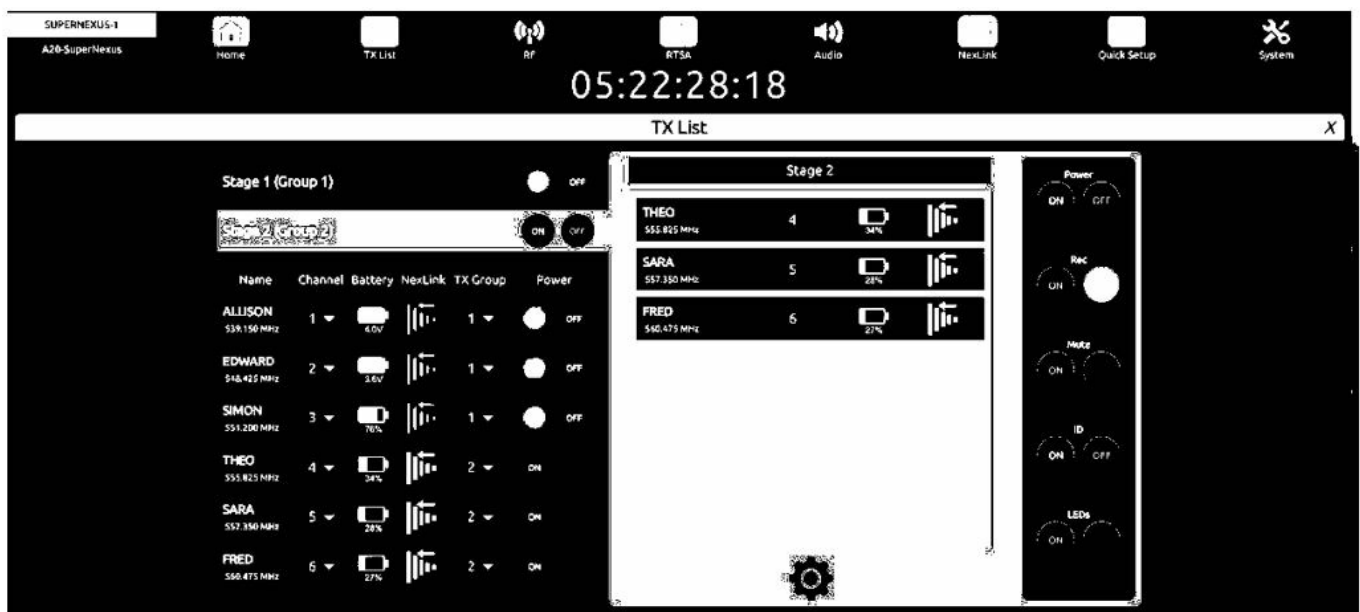 SUPERNEXUS-1
A20-SuperNexus
Home
TX List
RF
RTSA
Audio
NexLink
Quick Setup
System
05:22:28:18
TX List X
Stage 1 (Group 1) OFF
Stage 2 (Group 2) ON OFF
Name Channel Battery NexLink TX Group Power
ALLISON 1 1 OFF
539.150 MHz 6.0V
EDWARD 2 1 OFF
548.425 MHz 3.6V
SIMON 3 1 OFF
551.200 MHz 76%
THEO 4 2 ON
555.825 MHz 34%
SARA 5 2 ON
557.350 MHz 28%
FRED 6 2 ON
560.475 MHz 27%
Stage 2
THEO 4
555.825 MHz 34%
SARA 5
557.350 MHz 28%
FRED 6
560.475 MHz 27%
Power
ON OFF
Rec
ON
Mute
ON
ID
ON OFF
LEDs
ON